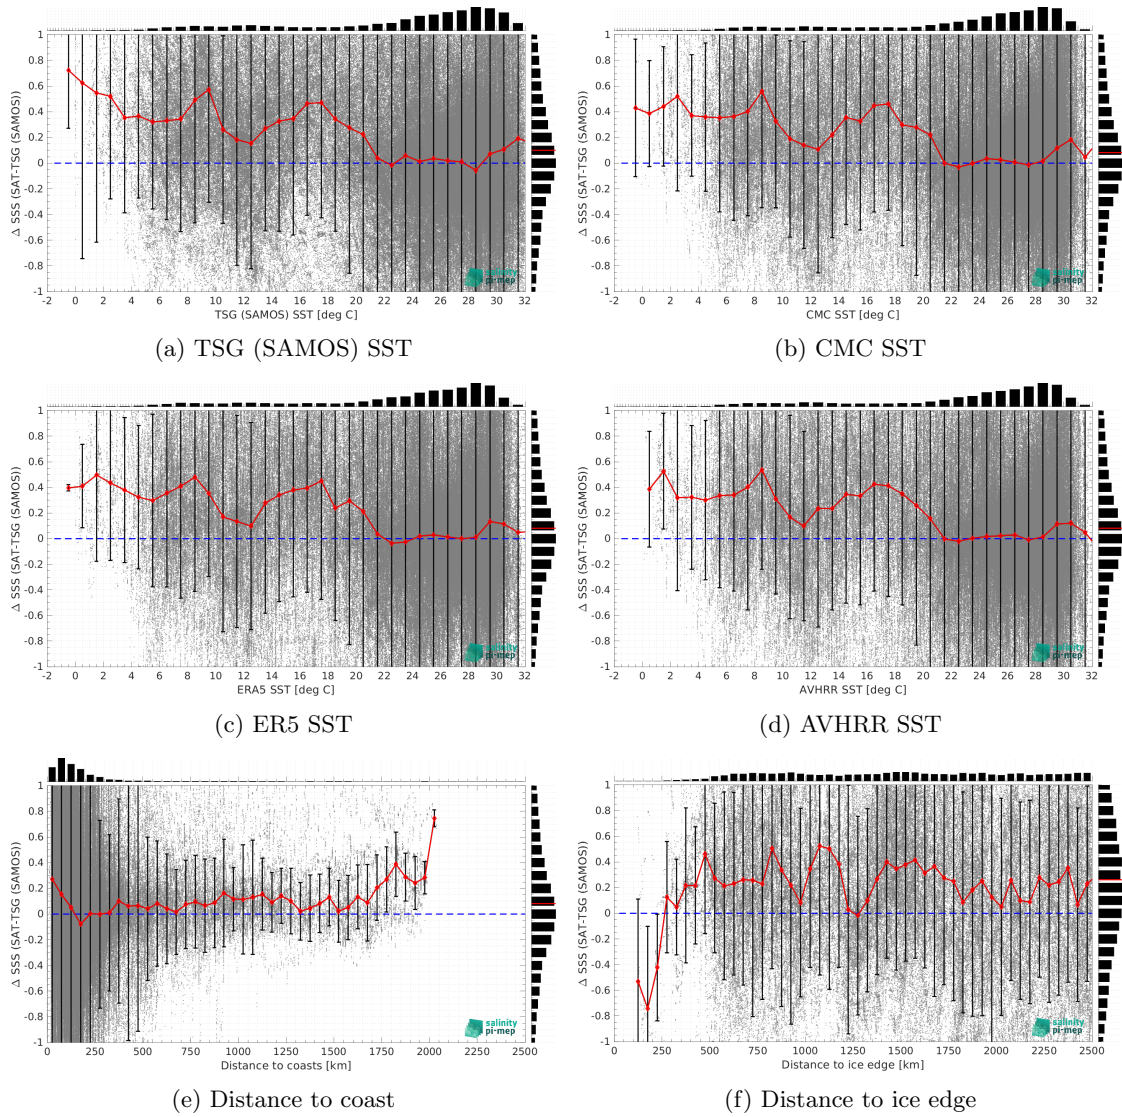 1
0.8
0.6
0.4
0.2
0
-0.2
-0.4
-0.6
-0.8
-1
Δ SSS (SAT-TSG (SAMOS))
-2 0 2 4 6 8 10 12 14 16 18 20 22 24 26 28 30 32
TSG (SAMOS) SST [deg C]
salinity
pi-mep
(a) TSG (SAMOS) SST
1
0.8
0.6
0.4
0.2
0
-0.2
-0.4
-0.6
-0.8
-1
Δ SSS (SAT-TSG (SAMOS))
-2 0 2 4 6 8 10 12 14 16 18 20 22 24 26 28 30 32
CMC SST [deg C]
salinity
pi-mep
(b) CMC SST
1
0.8
0.6
0.4
0.2
0
-0.2
-0.4
-0.6
-0.8
-1
Δ SSS (SAT-TSG (SAMOS))
-2 0 2 4 6 8 10 12 14 16 18 20 22 24 26 28 30 32
ERA5 SST [deg C]
salinity
pi-mep
(c) ER5 SST
1
0.8
0.6
0.4
0.2
0
-0.2
-0.4
-0.6
-0.8
-1
Δ SSS (SAT-TSG (SAMOS))
-2 0 2 4 6 8 10 12 14 16 18 20 22 24 26 28 30 32
AVHRR SST [deg C]
salinity
pi-mep
(d) AVHRR SST
1
0.8
0.6
0.4
0.2
0
-0.2
-0.4
-0.6
-0.8
-1
Δ SSS (SAT-TSG (SAMOS))
0 250 500 750 1000 1250 1500 1750 2000 2250 2500
Distance to coasts [km]
salinity
pi-mep
(e) Distance to coast
1
0.8
0.6
0.4
0.2
0
-0.2
-0.4
-0.6
-0.8
-1
Δ SSS (SAT-TSG (SAMOS))
0 250 500 750 1000 1250 1500 1750 2000 2250 2500
Distance to ice edge [km]
salinity
pi-mep
(f) Distance to ice edge